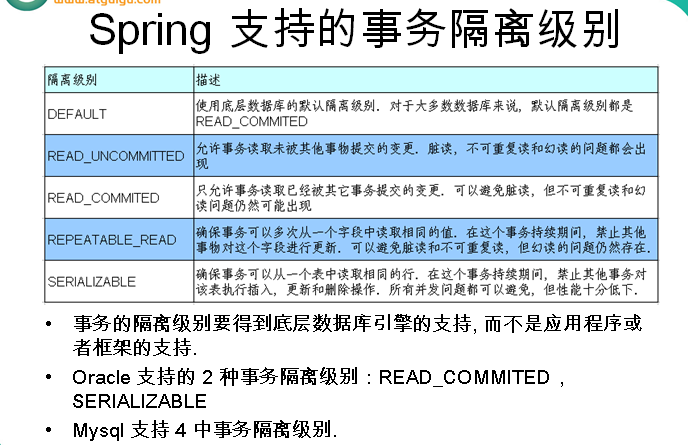 www.atguigu.com
Spring 支持的事务隔离级别
隔离级别 描述
DEFAULT 使用底层数据库的默认隔离级别. 对于大多数数据库来说, 默认隔离级别都是
READ_COMMITED
READ_UNCOMMITTED 允许事务读取未被其他事物提交的变更. 脏读, 不可重复读和幻读的问题都会出
现
READ_COMMITED 只允许事务读取已经被其它事务提交的变更. 可以避免脏读, 但不可重复读和幻
读问题仍然可能出现
REPEATABLE_READ 确保事务可以多次从一个字段中读取相同的值. 在这个事务持续期间, 禁止其他
事物对这个字段进行更新. 可以避免脏读和不可重复读, 但幻读的问题仍然存在.
SERIALIZABLE 确保事务可以从一个表中读取相同的行. 在这个事务持续期间, 禁止其他事务对
该表执行插入, 更新和删除操作. 所有并发问题都可以避免, 但性能十分低下.
• 事务的隔离级别要得到底层数据库引擎的支持, 而不是应用程序或
者框架的支持.
• Oracle 支持的 2 种事务隔离级别：READ_COMMITED ,
SERIALIZABLE
• Mysql 支持 4 中事务隔离级别.